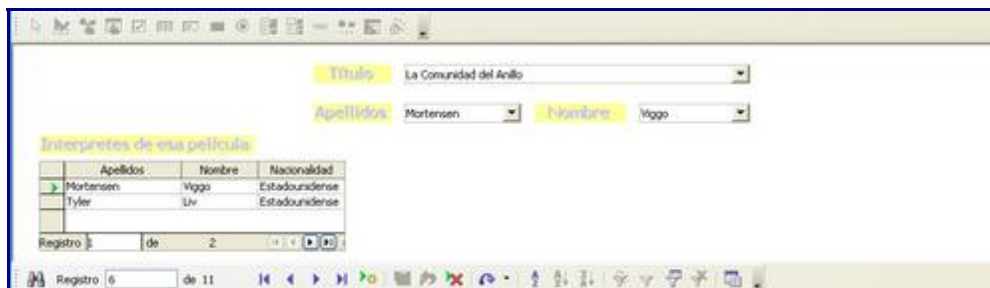 Título La Comunidad del Anillo
Apellidos Mortensen Nombre Viggo
Interpretes de esa película
Apellidos Nombre Nacionalidad
Mortensen Viggo Estadounidense
Tyler Liv Estadounidense
Registro 1 de 2
Registro 6 de 11